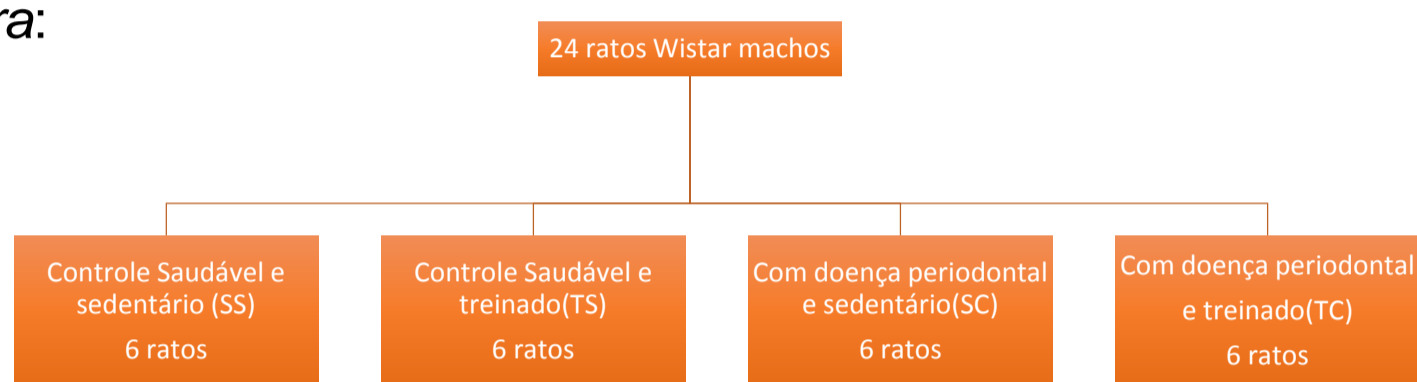 ra:
24 ratos Wistar machos
Controle Saudável e
sedentário (SS)
6 ratos
Controle Saudável e
treinado(TS)
6 ratos
Com doença periodontal
e sedentário(SC)
6 ratos
Com doença periodontal
e treinado(TC)
6 ratos